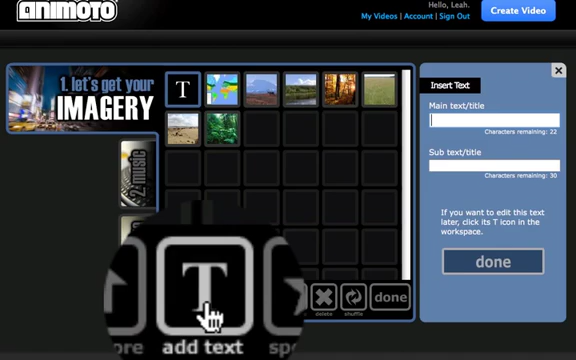 ANIMOTO
Hello, Leah.
My Videos | Account | Sign Out
Create Video
1. let's get your
IMAGERY
T
Insert Text
Main text/title
Characters remaining: 22
Sub text/title
Characters remaining: 30
If you want to edit this text
later, click its T icon in the
workspace.
done
2. music
T
add text
delete
shuffle
done